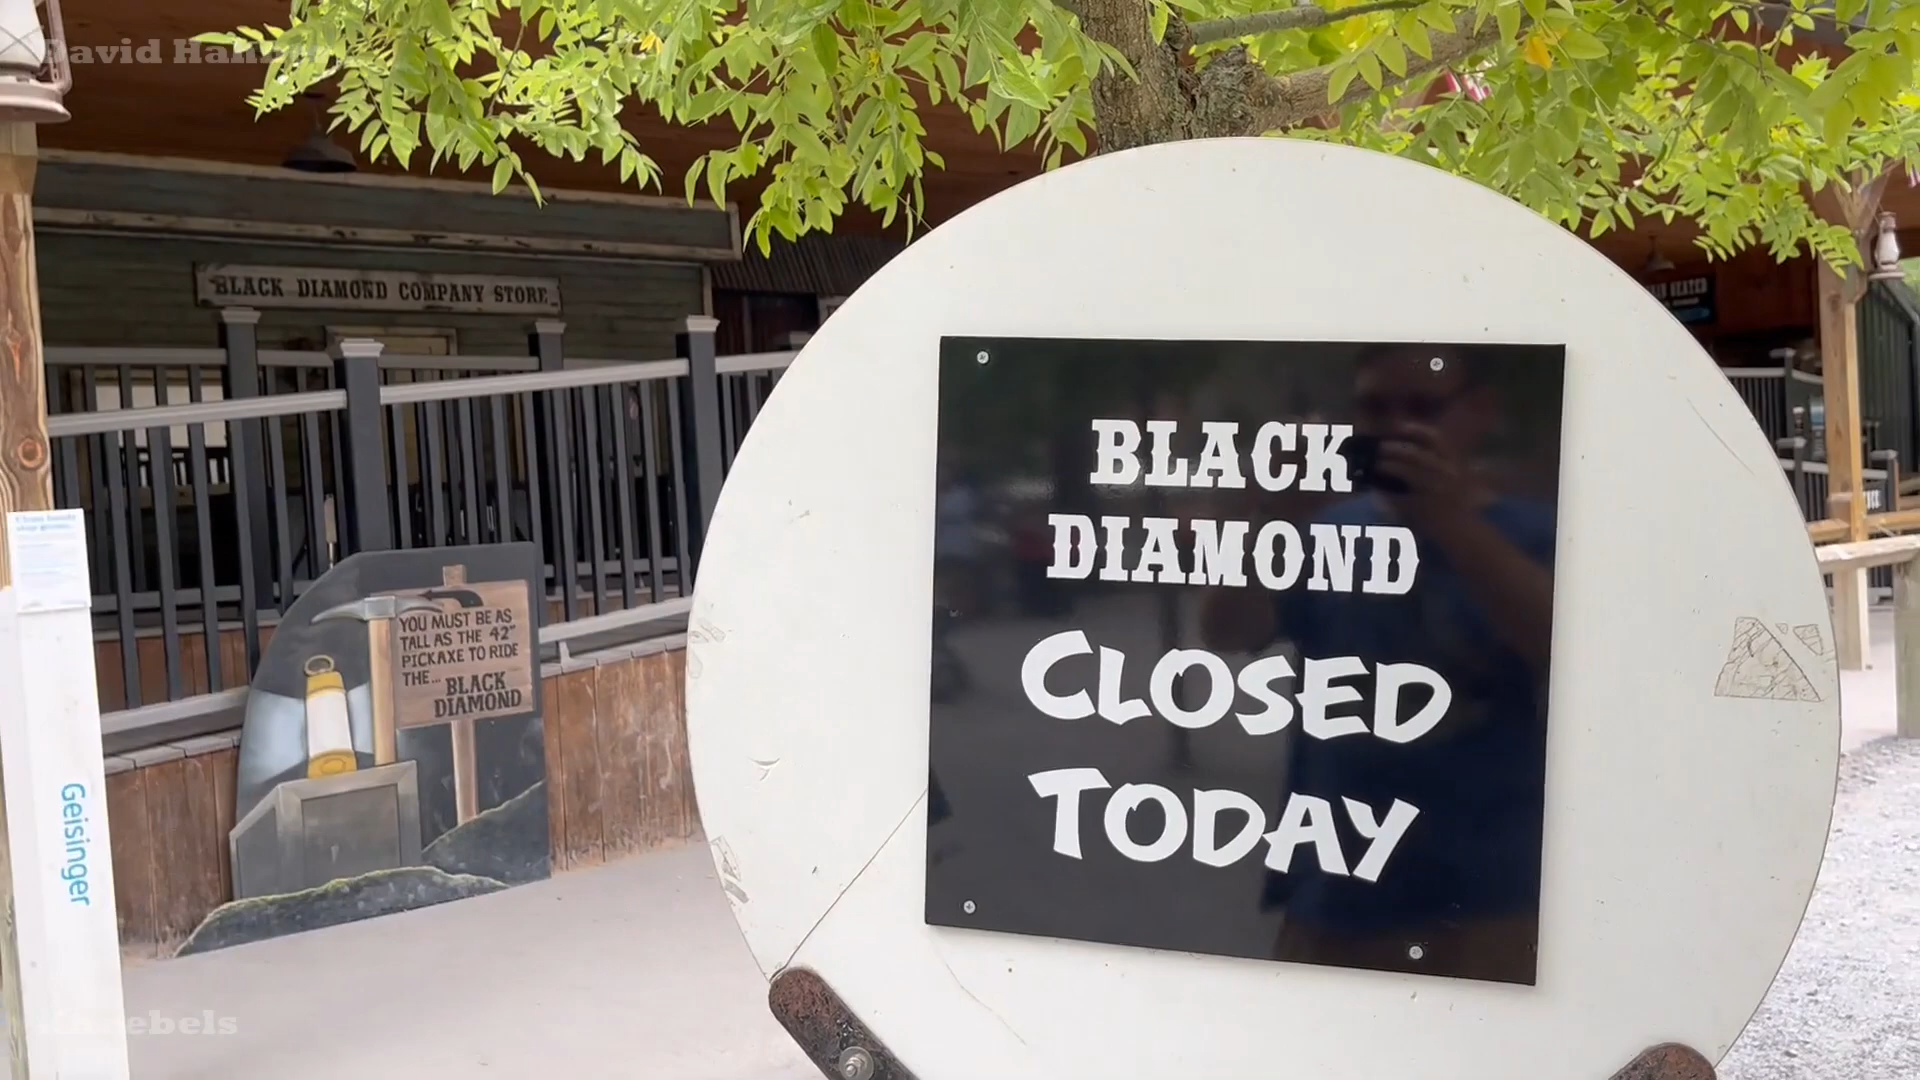 David
BLACK DIAMOND COMPANY STORE
BLACK
DIAMOND
CLOSED
TODAY
YOU MUST BE AS
TALL AS THE 42"
PICKAXE TO RIDE
THE... BLACK
DIAMOND
Geisinger